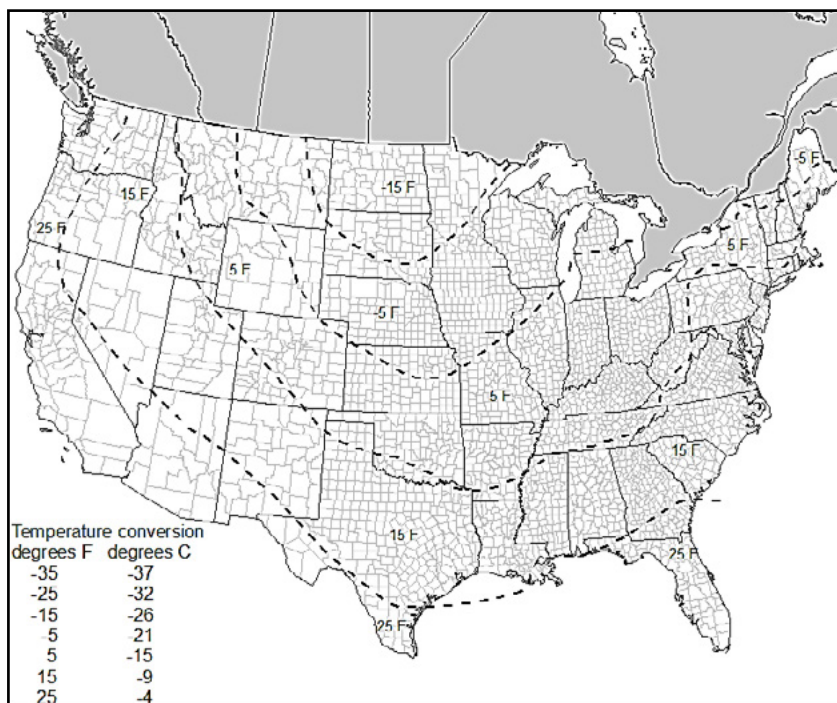 -5 F
-15 F
15 F
25 F
5 F
5 F
-5 F
5 F
15 F
15 F
25 F
25 F
Temperature conversion
degrees F degrees C
-35 -37
-25 -32
-15 -26
-5 -21
5 -15
15 -9
25 -4